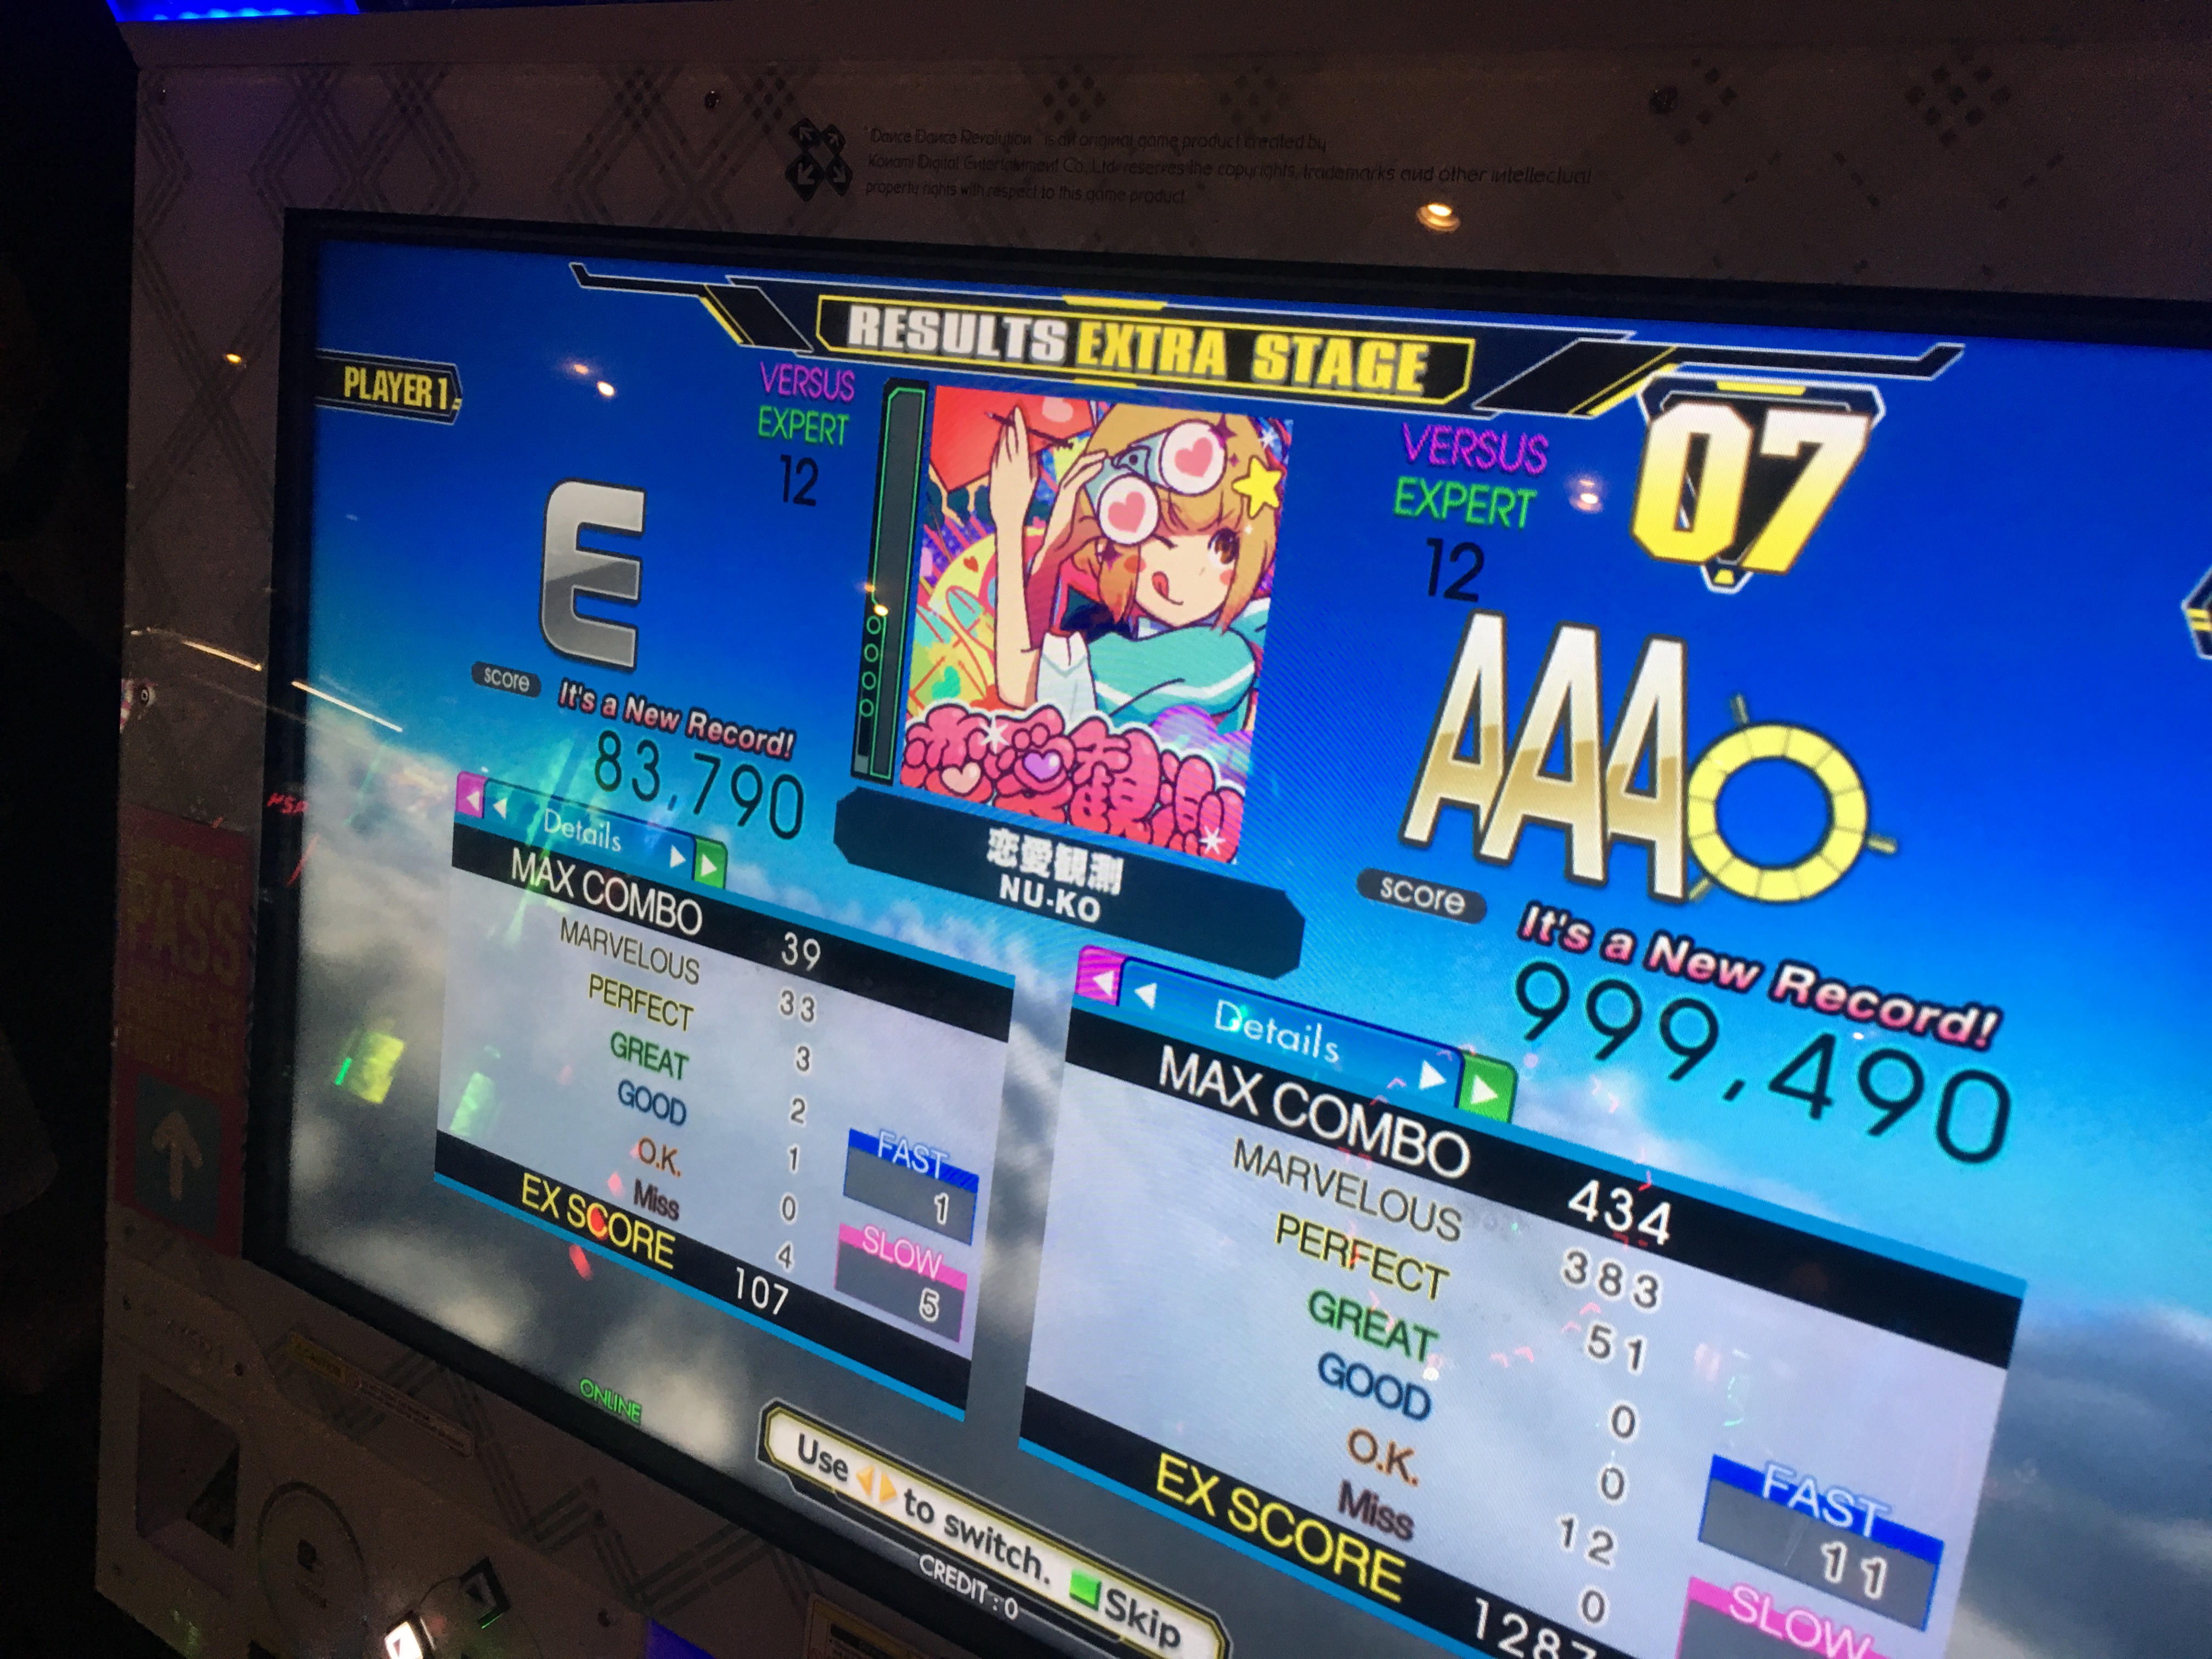 "Dance Dance Revolution" is an original game product created by
Konami Digital Entertainment Co., Ltd. reserves the copyrights, trademarks and other intellectual
property rights with respect to this game product.
RESULTS EXTRA STAGE
PLAYER 1
VERSUS
EXPERT
12
E
score
It's a New Record!
83,790
Details
MAX COMBO 39
MARVELOUS 33
PERFECT 3
GREAT 2
GOOD 1
O.K. 0
Miss 4
EX SCORE 107
FAST
1
SLOW
5
恋愛観測
恋愛観測
NU-KO
07
VERSUS
EXPERT
12
AAA
score
It's a New Record!
999,490
Details
MAX COMBO 434
MARVELOUS 383
PERFECT 51
GREAT 0
GOOD 0
O.K. 12
Miss 0
EX SCORE 1287
FAST
11
SLOW
ONLINE
Use to switch. Skip
CREDIT : 0
PASS